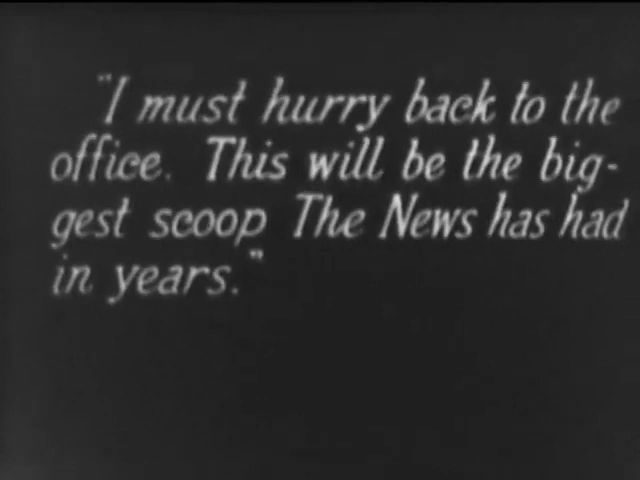 "I must hurry back to the
office. This will be the big-
gest scoop The News has had
in years."